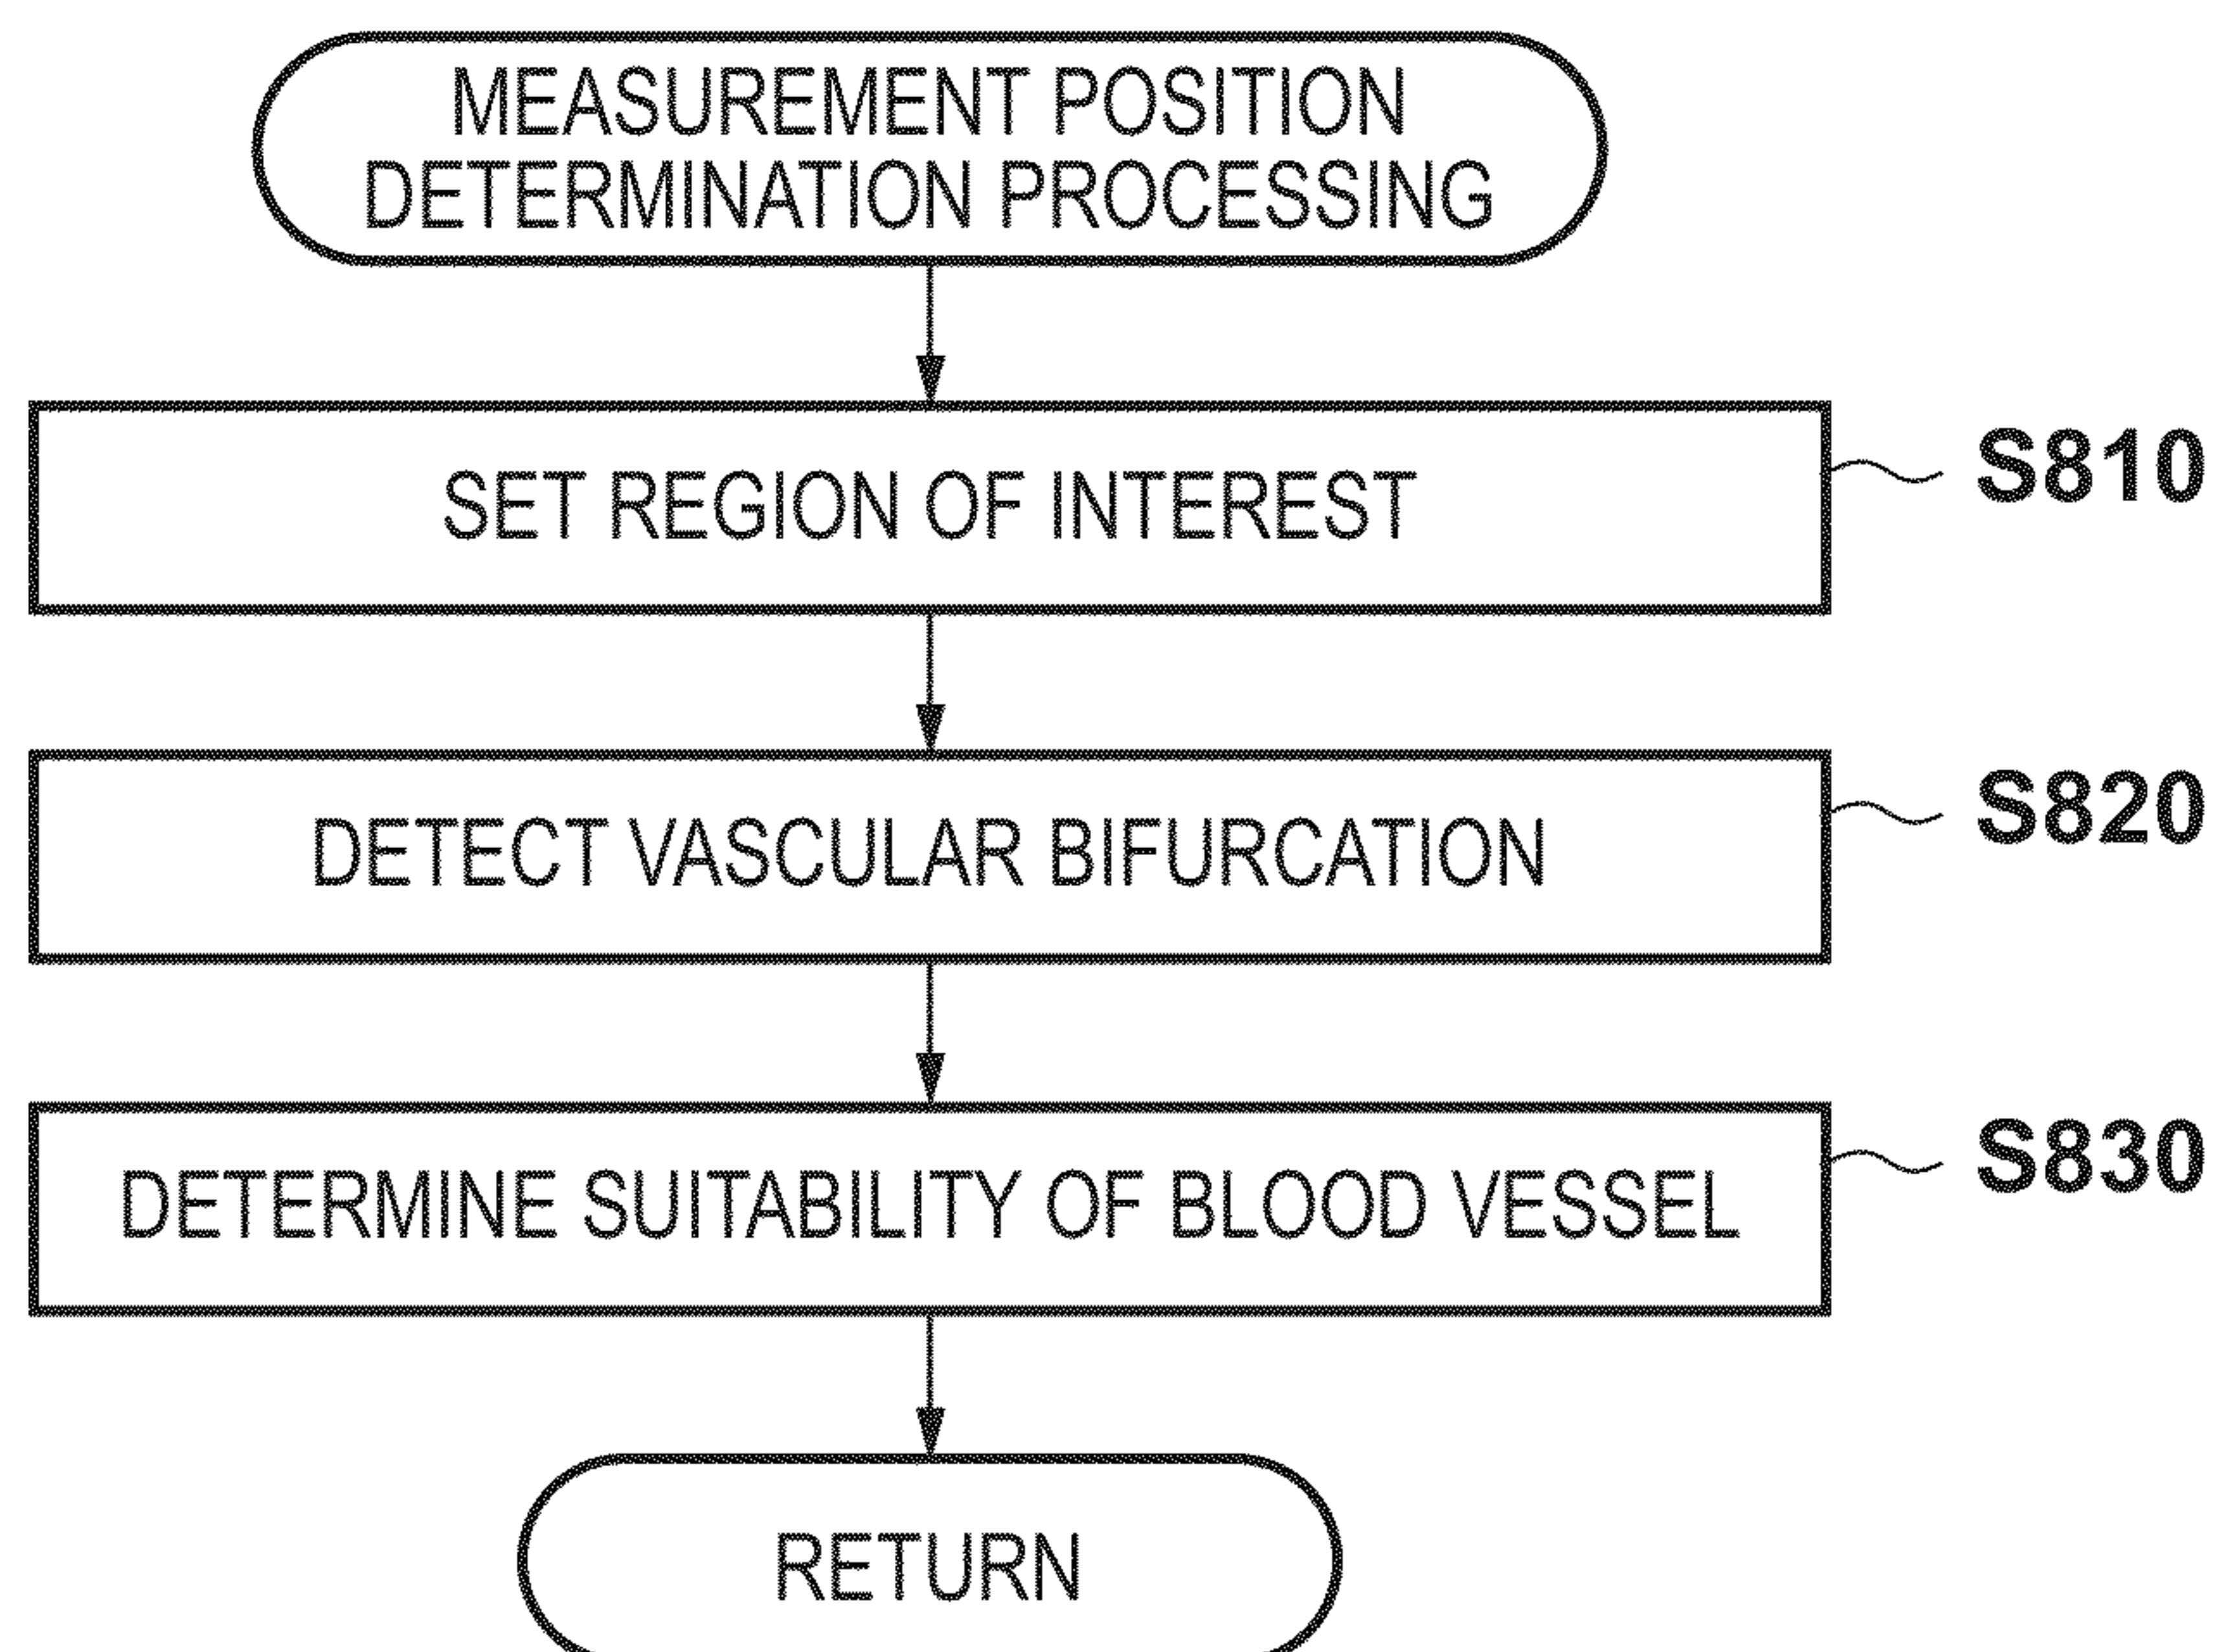 MEASUREMENT POSITION
DETERMINATION PROCESSING
SET REGION OF INTEREST
S810
DETECT VASCULAR BIFURCATION
S820
DETERMINE SUITABILITY OF BLOOD VESSEL
S830
RETURN